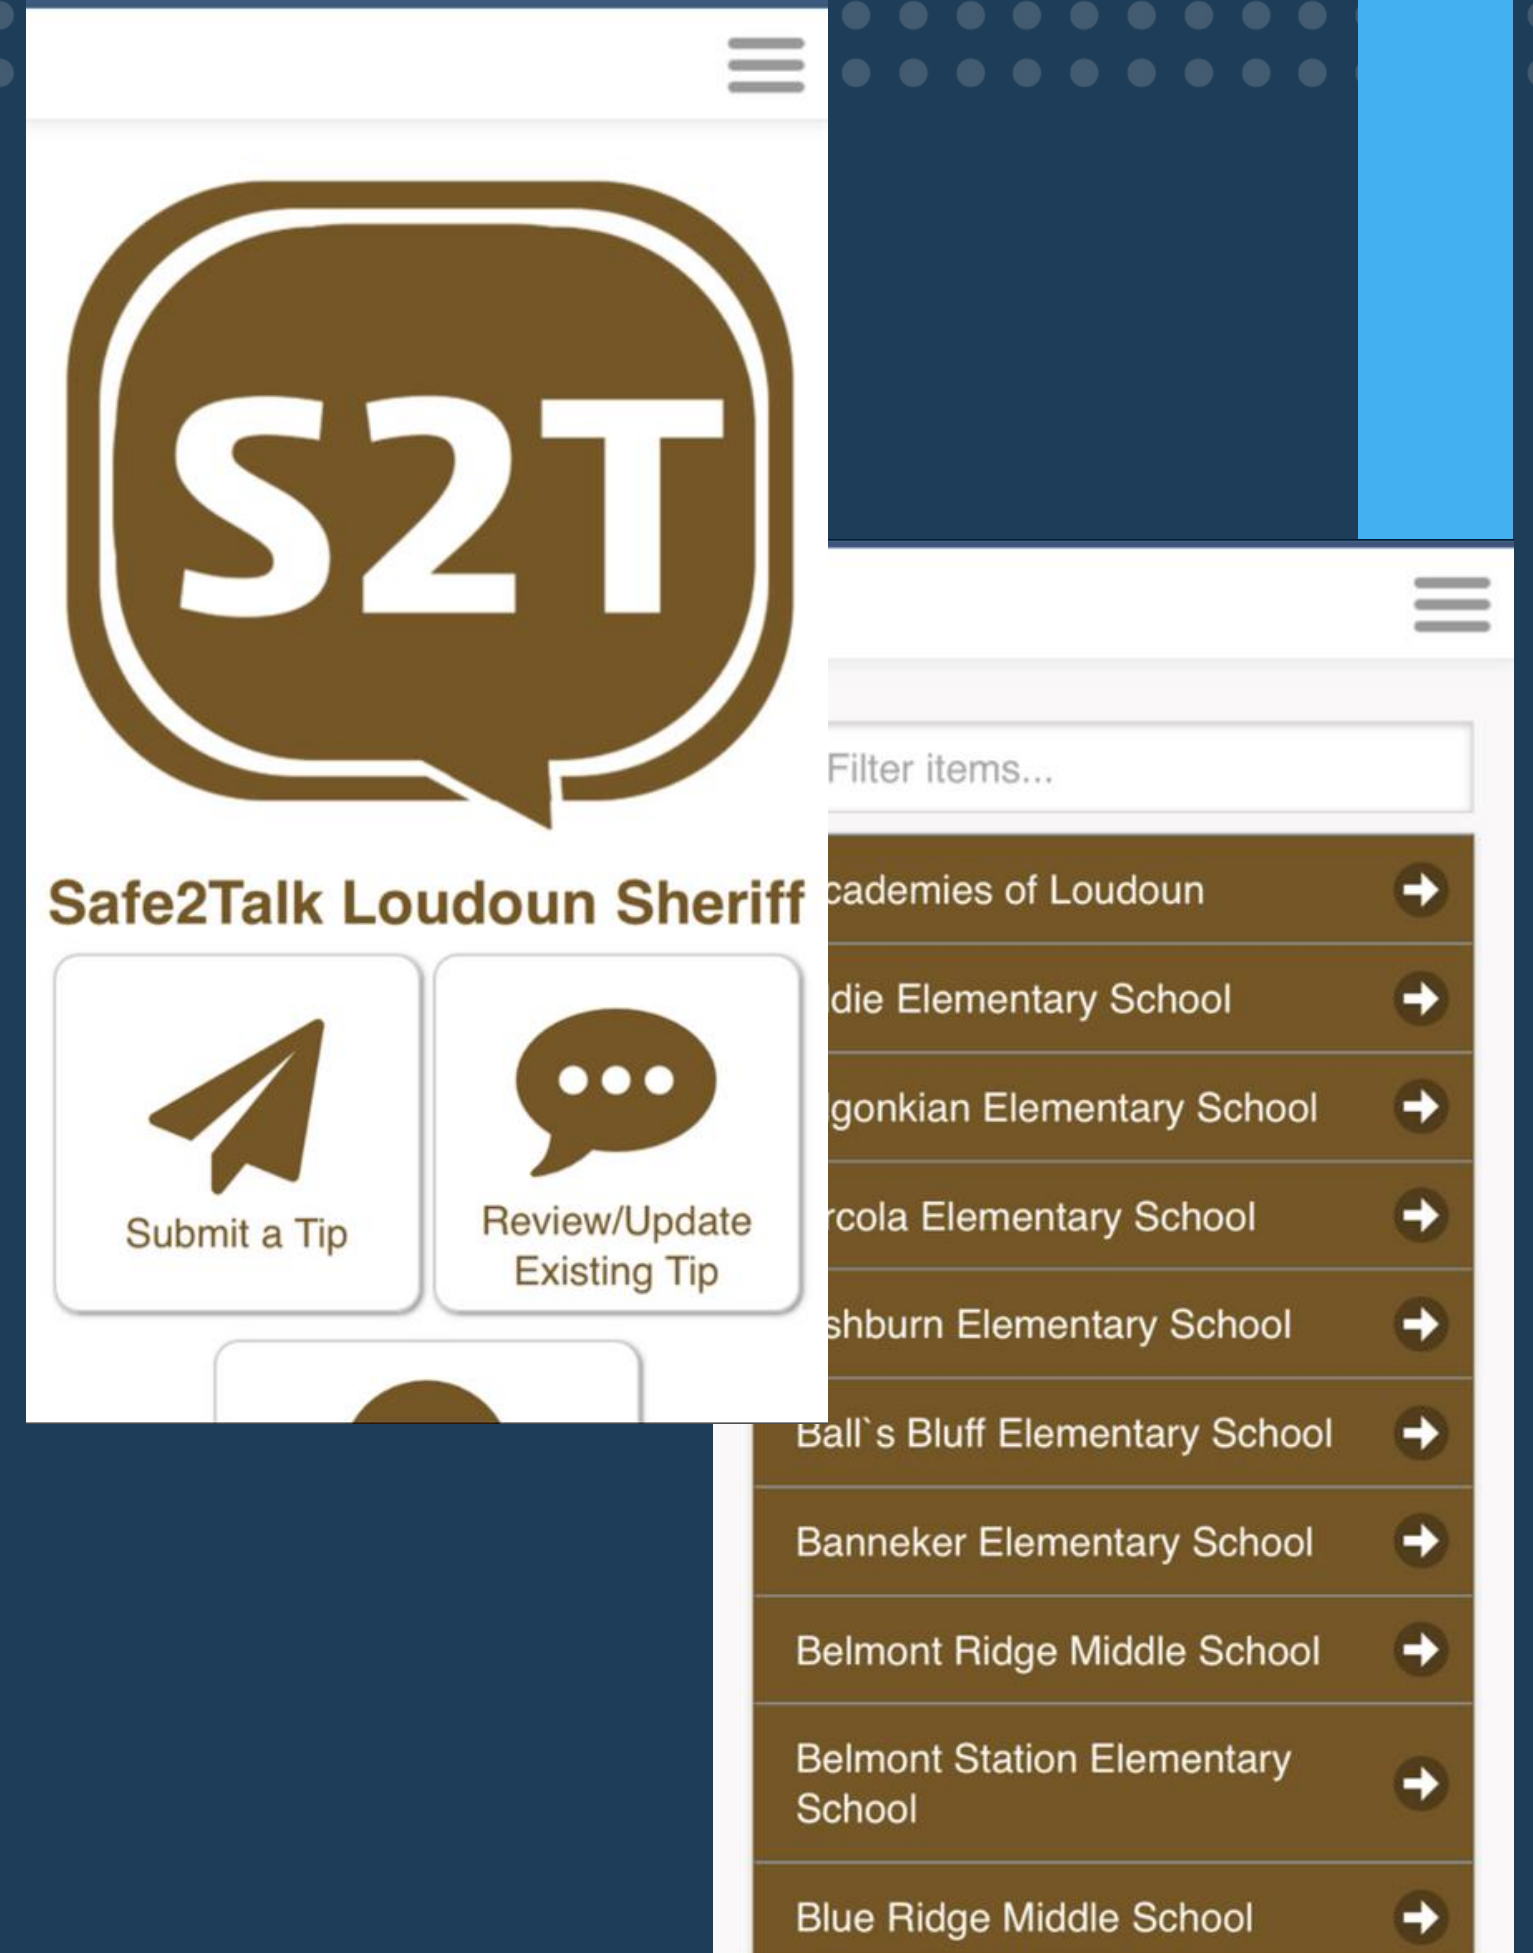 S2T
Safe2Talk Loudoun Sheriff
Submit a Tip
Review/Update
Existing Tip
Filter items...
cademies of Loudoun
die Elementary School
gonkian Elementary School
rcola Elementary School
shburn Elementary School
Ball`s Bluff Elementary School
Banneker Elementary School
Belmont Ridge Middle School
Belmont Station Elementary
School
Blue Ridge Middle School